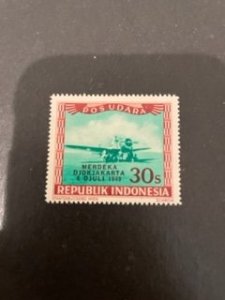 POS UDARA
MERDEKA
DJOKJAKARTA
6 DJULI 1949
30s
REPUBLIK INDONESIA